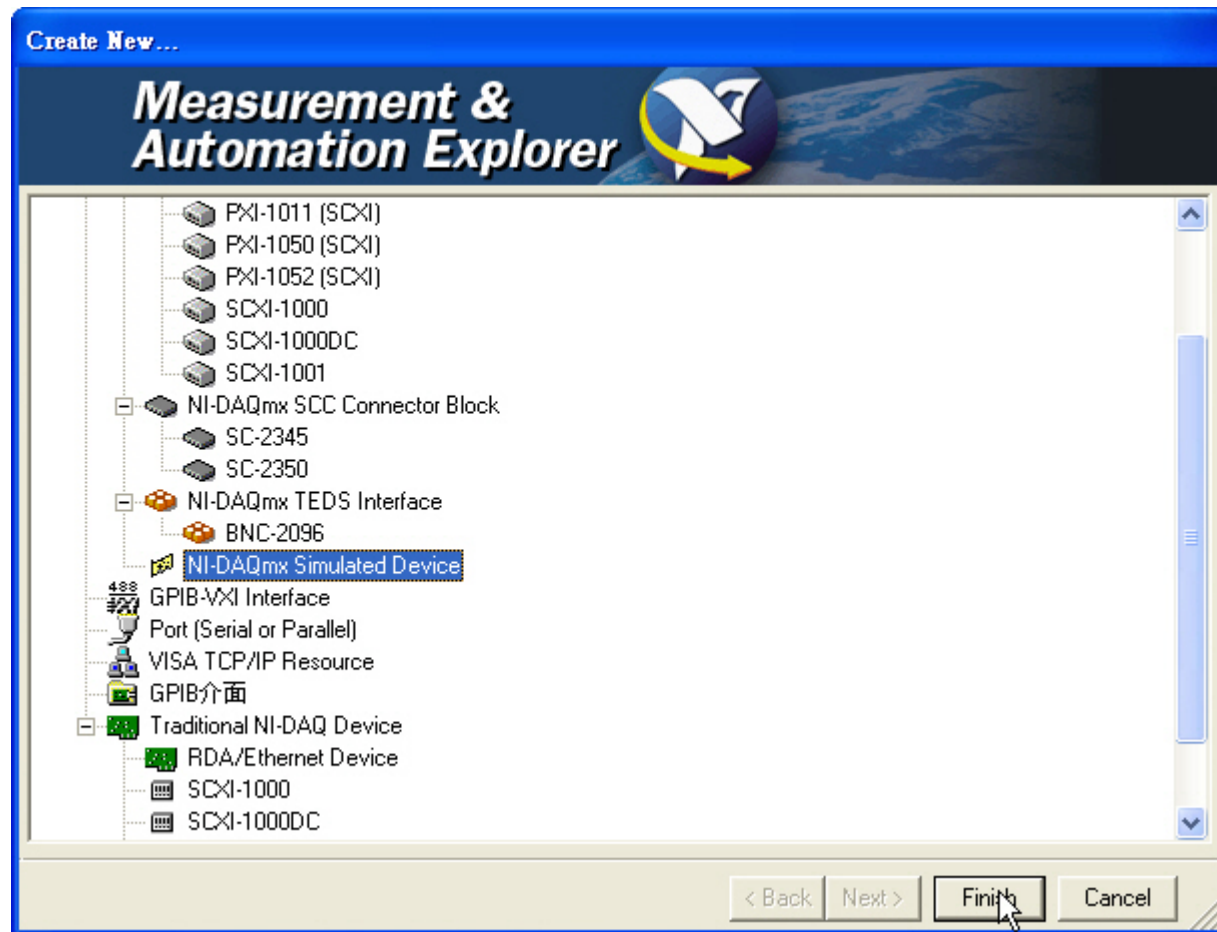 Create New...
Measurement &
Automation Explorer
PXI-1011 (SCXI)
PXI-1050 (SCXI)
PXI-1052 (SCXI)
SCXI-1000
SCXI-1000DC
SCXI-1001
NI-DAQmx SCC Connector Block
SC-2345
SC-2350
NI-DAQmx TEDS Interface
BNC-2096
NI-DAQmx Simulated Device
GPIB-VXI Interface
Port (Serial or Parallel)
VISA TCP/IP Resource
GPIB介面
Traditional NI-DAQ Device
RDA/Ethernet Device
SCXI-1000
SCXI-1000DC
< Back Next > Finish Cancel